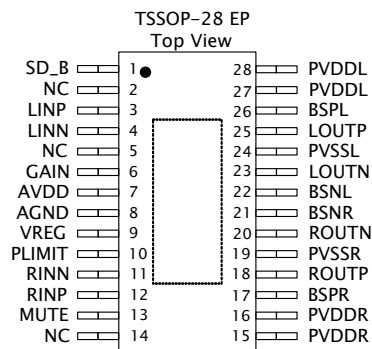 TSSOP-28 EP
Top View
SD_B 1 28 PVDDL
NC 2 27 PVDDL
LINP 3 26 BSPL
LINN 4 25 LOUTP
NC 5 24 PVSSL
GAIN 6 23 LOUTN
AVDD 7 22 BSNL
AGND 8 21 BSNR
VREG 9 20 ROUTN
PLIMIT 10 19 PVSSR
RINN 11 18 ROUTP
RINP 12 17 BSPR
MUTE 13 16 PVDDR
NC 14 15 PVDDR